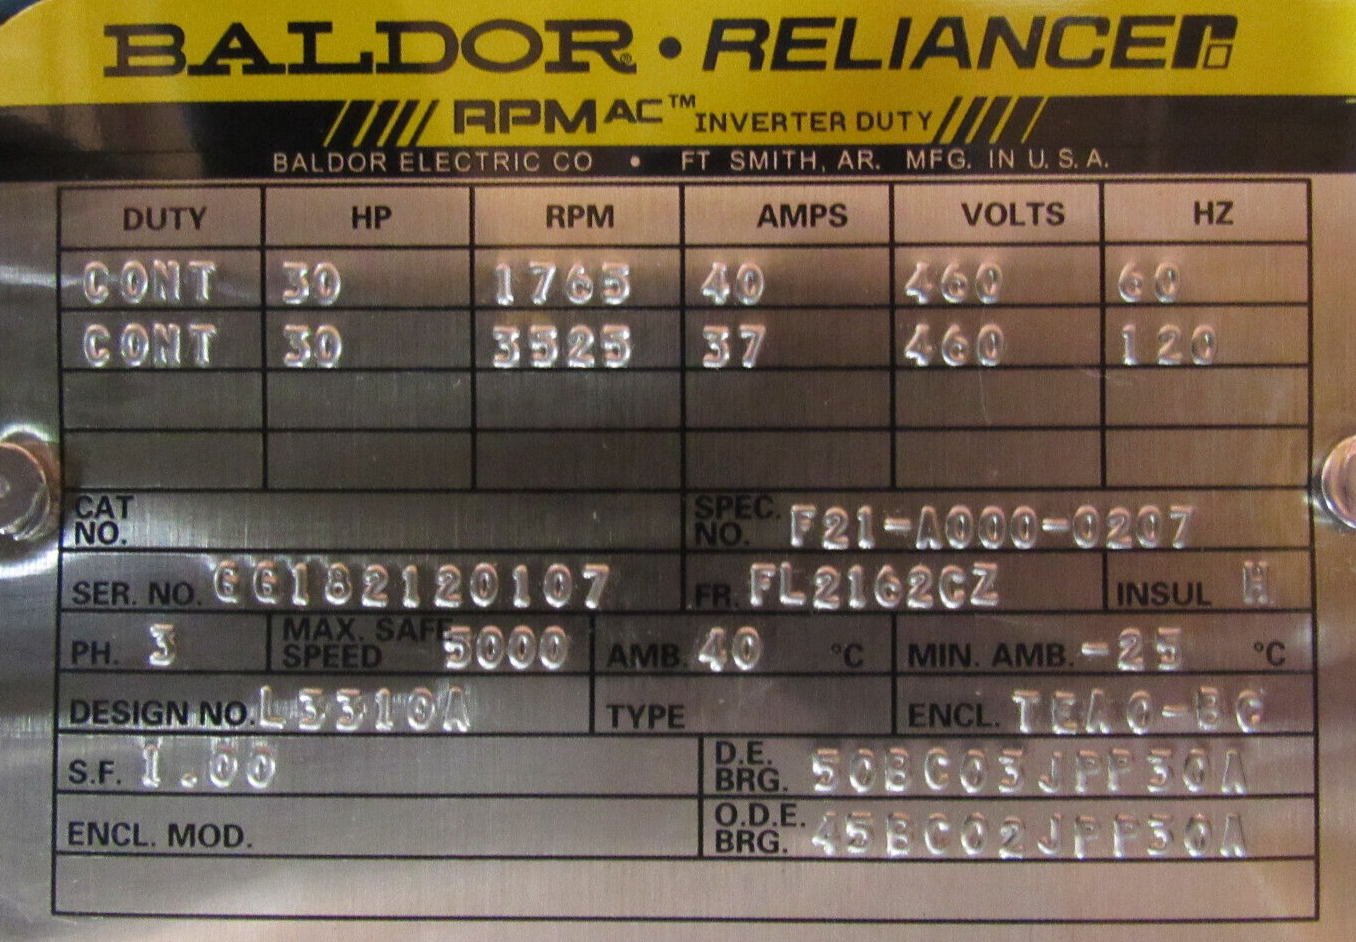 BALDOR® • RELIANCE
RPM AC™ INVERTER DUTY
BALDOR ELECTRIC CO • FT SMITH, AR. MFG. IN U.S.A.
DUTY HP RPM AMPS VOLTS HZ
CONT 30 1765 40 460 60
CONT 30 3525 37 460 120
CAT NO. SPEC. NO. F21-A000-0207
SER. NO. GG182120107 FR. FL2162CZ INSUL H
PH. 3 MAX. SAFE SPEED 5000 AMB. 40 °C MIN. AMB. -25 °C
DESIGN NO. L3310A TYPE ENCL. TEAO-BC
S.F. 1.00 D.E. BRG. 50BC03JPP30A
ENCL. MOD. O.D.E. BRG. 45BC02JPP30A